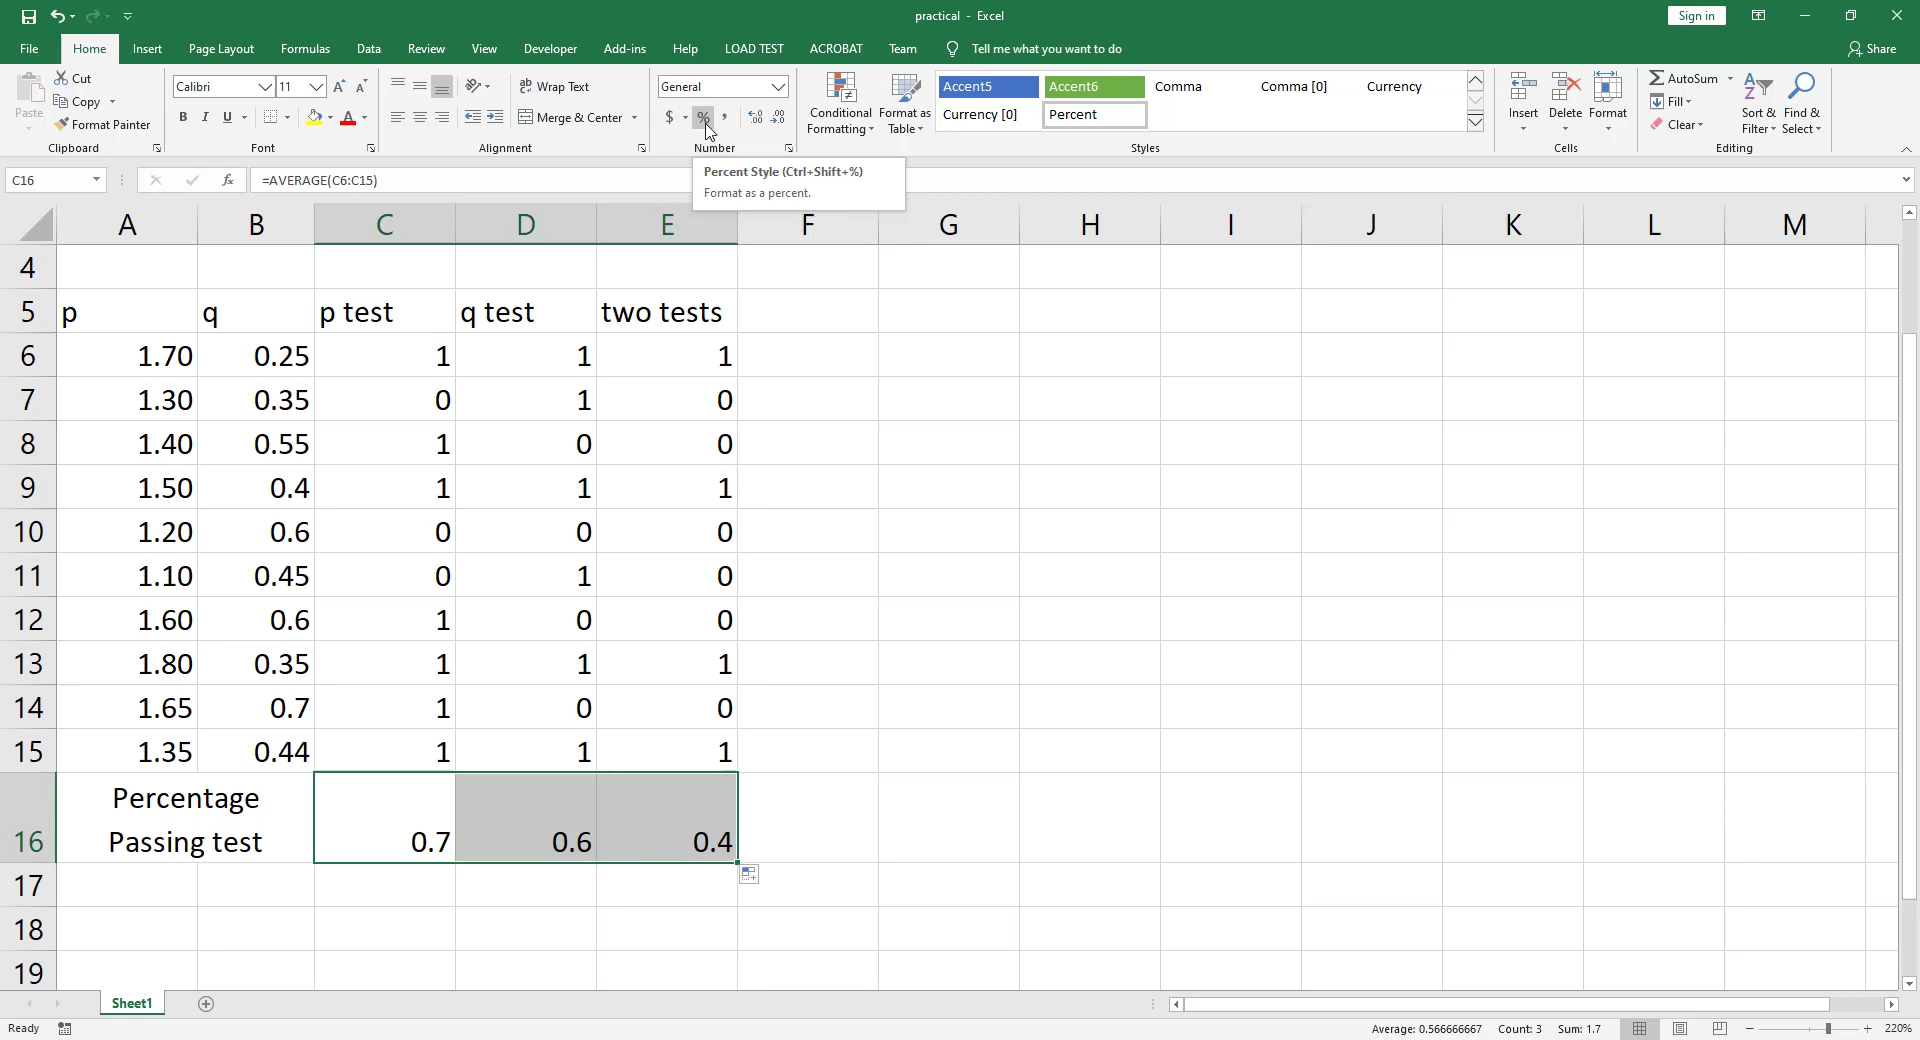 practical - Excel
Sign in
File Home Insert Page Layout Formulas Data Review View Developer Add-ins Help LOAD TEST ACROBAT Team Tell me what you want to do Share
Paste
Cut
Copy
Format Painter
Clipboard
Calibri 11
B I U
Font
Wrap Text
Merge & Center
Alignment
General
$ %
Number
Conditional
Formatting
Format as
Table
Accent5 Accent6 Comma Comma [0] Currency
Currency [0] Percent
Styles
Insert Delete Format
Cells
AutoSum
Fill
Clear
Sort &
Filter
Find &
Select
Editing
C16 fx =AVERAGE(C6:C15)
Percent Style (Ctrl+Shift+%)
Format as a percent.
A B C D E F G H I J K L M
4
5 p q p test q test two tests
6 1.70 0.25 1 1 1
7 1.30 0.35 0 1 0
8 1.40 0.55 1 0 0
9 1.50 0.4 1 1 1
10 1.20 0.6 0 0 0
11 1.10 0.45 0 1 0
12 1.60 0.6 1 0 0
13 1.80 0.35 1 1 1
14 1.65 0.7 1 0 0
15 1.35 0.44 1 1 1
Percentage
16 Passing test 0.7 0.6 0.4
17
18
19
Sheet1
Ready Average: 0.566666667 Count: 3 Sum: 1.7 220%